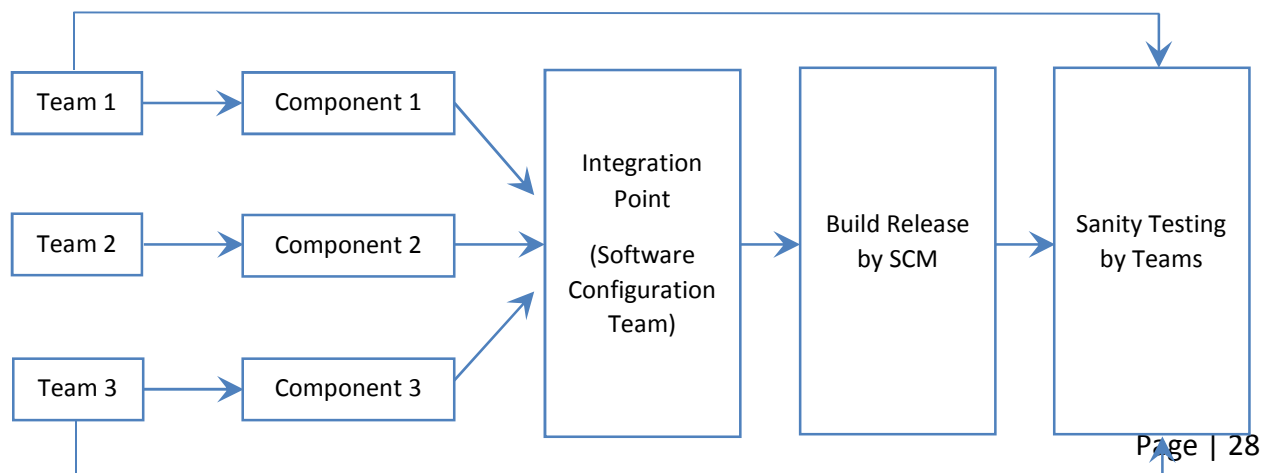 Team 1
Component 1
Team 2
Component 2
Team 3
Component 3
Integration
Point
(Software
Configuration
Team)
Build Release
by SCM
Sanity Testing
by Teams
Page | 28